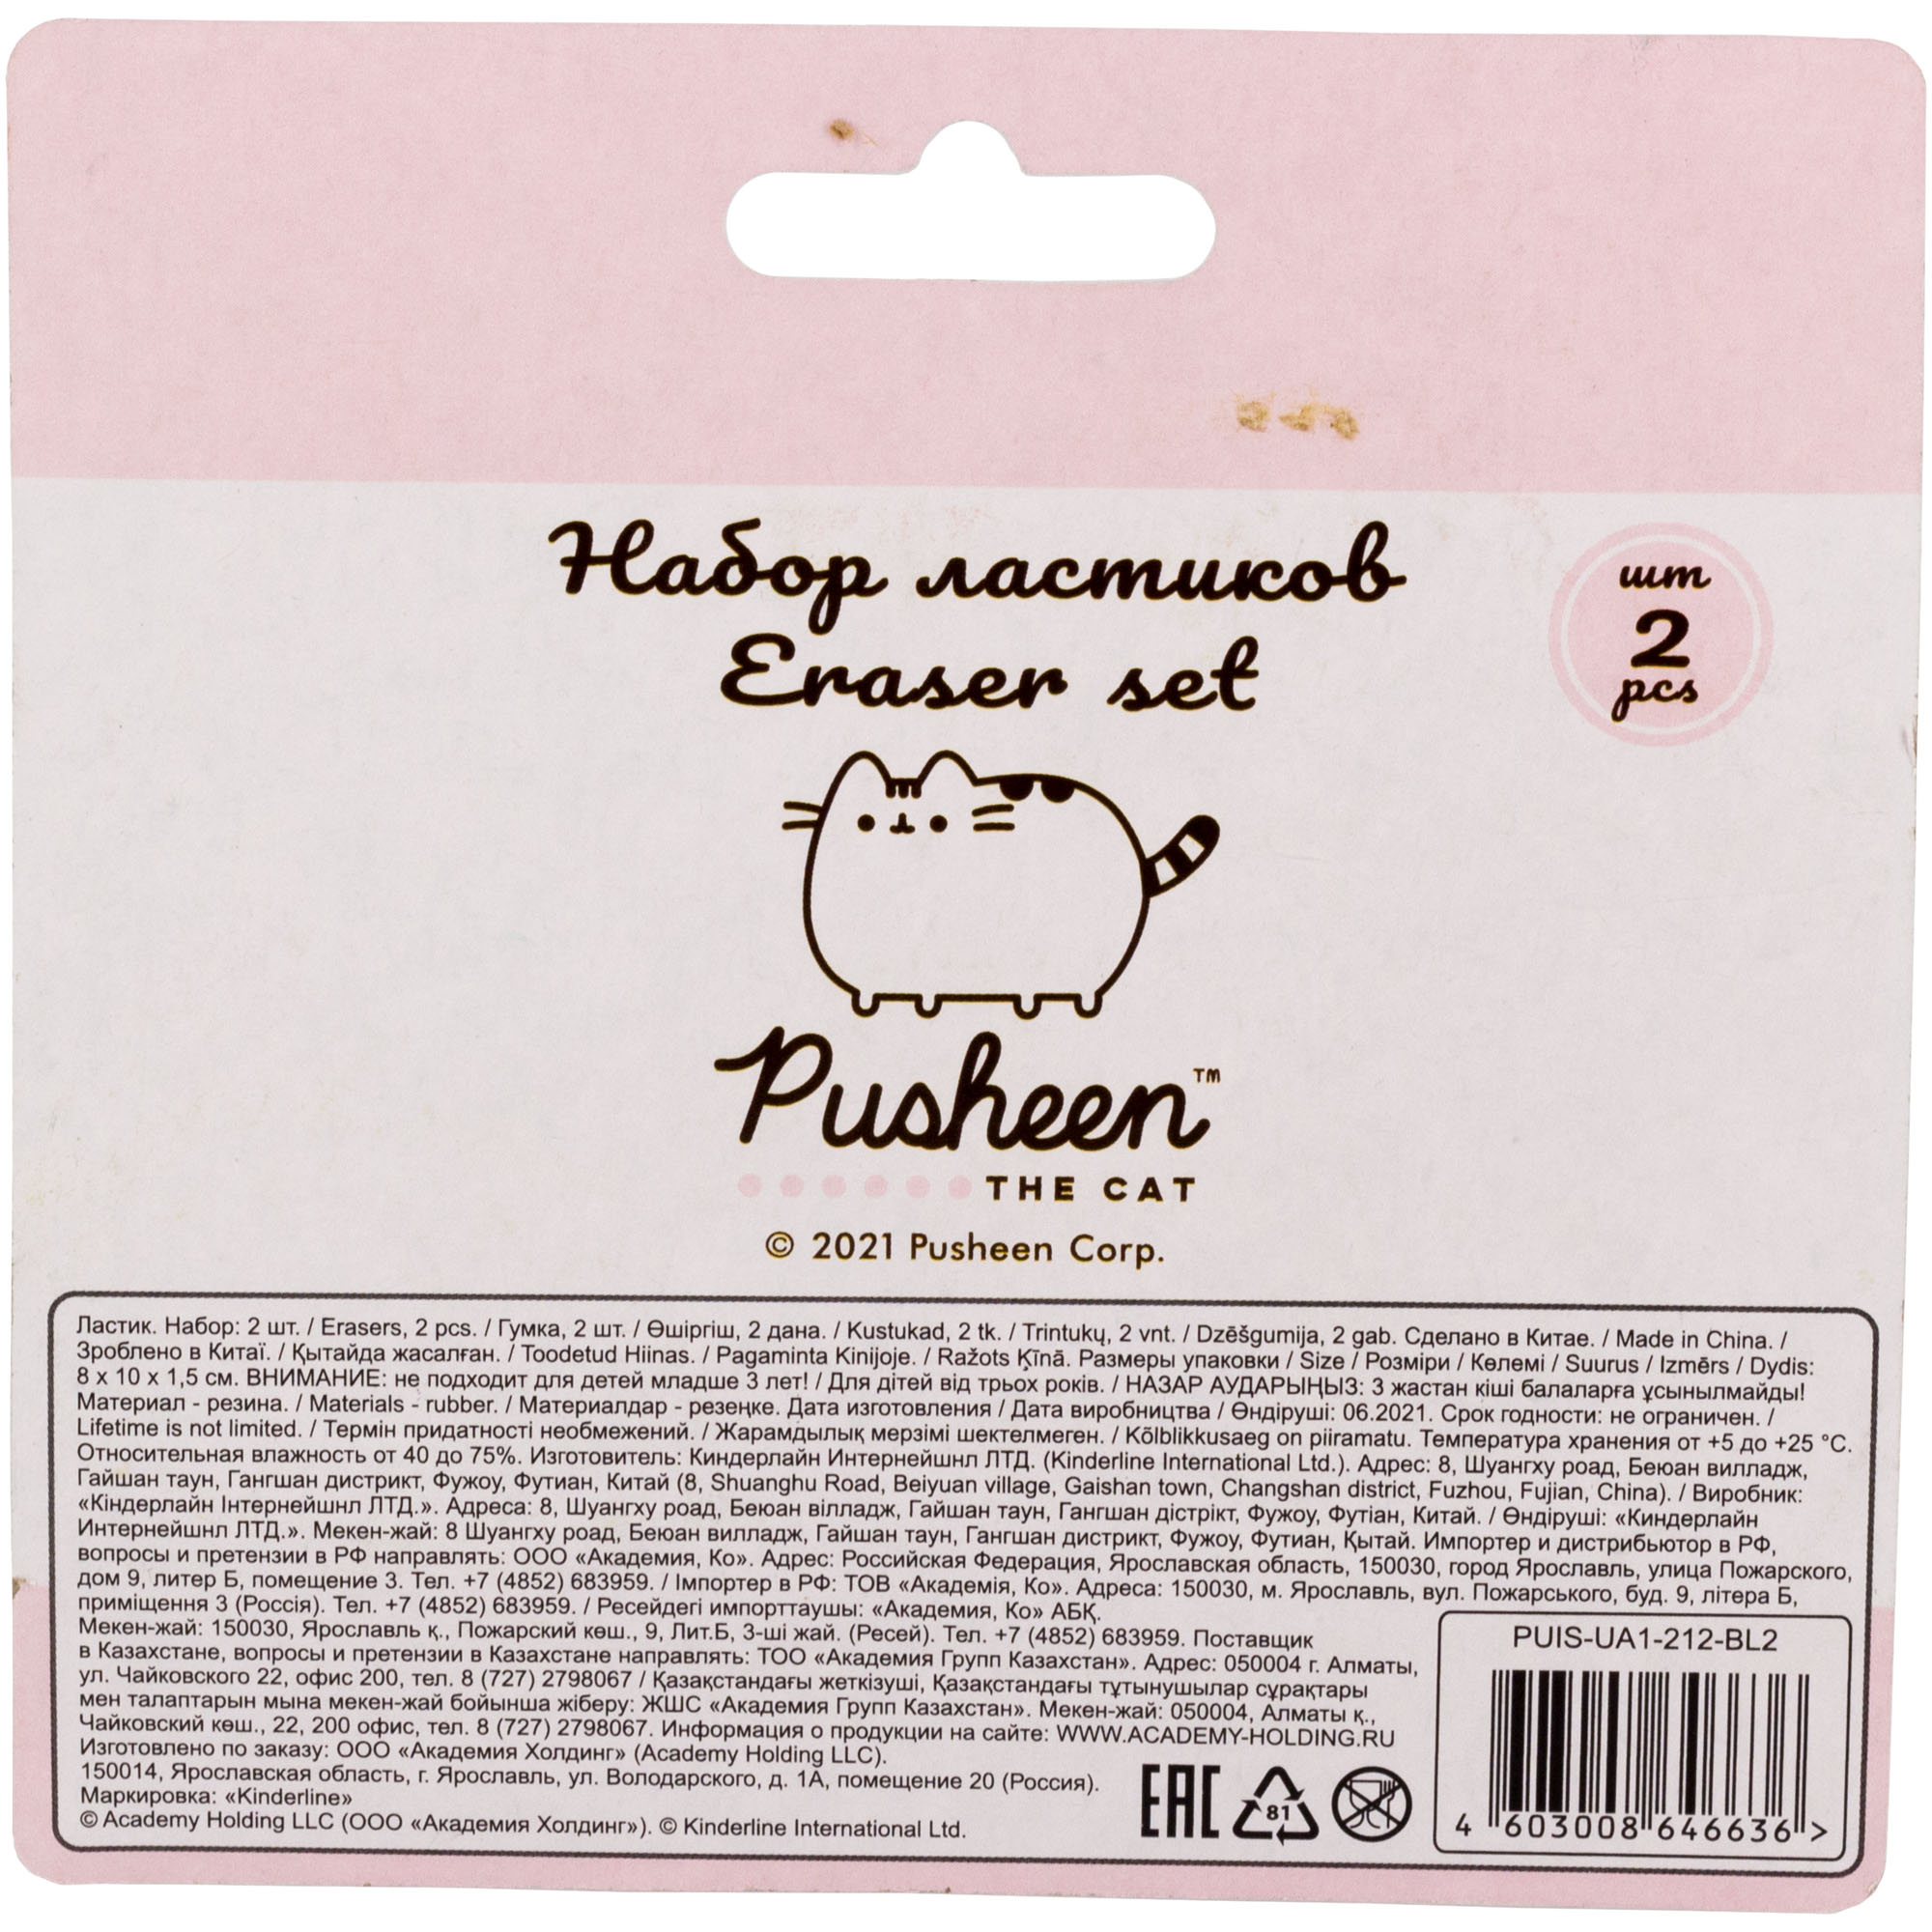 Набор ластиков
Eraser set
шт
2
pcs
Pusheen™
THE CAT
© 2021 Pusheen Corp.
Ластик. Набор: 2 шт. / Erasers, 2 pcs. / Гумка, 2 шт. / Өшіргіш, 2 дана. / Kustukad, 2 tk. / Trintukų, 2 vnt. / Dzēšgumija, 2 gab. Сделано в Китае. / Made in China. /
Зроблено в Китаї. / Қытайда жасалған. / Toodetud Hiinas. / Pagaminta Kinijoje. / Ražots Ķīnā. Размеры упаковки / Size / Розміри / Көлемі / Suurus / Izmērs / Dydis:
8 x 10 x 1,5 см. ВНИМАНИЕ: не подходит для детей младше 3 лет! / Для дітей від трьох років. / НАЗАР АУДАРЫҢЫЗ: 3 жастан кіші балаларға ұсынылмайды!
Материал - резина. / Materials - rubber. / Материалдар - резеңке. Дата изготовления / Дата виробництва / Өндіруші: 06.2021. Срок годности: не ограничен. /
Lifetime is not limited. / Термін придатності необмежений. / Жарамдылық мерзімі шектелмеген. / Kõlblikkusaeg on piiramatu. Температура хранения от +5 до +25 °C.
Относительная влажность от 40 до 75%. Изготовитель: Киндерлайн Интернейшнл ЛТД. (Kinderline International Ltd.). Адрес: 8, Шуангху роад, Беюан вилладж,
Гайшан таун, Гангшан дистрикт, Фужоу, Футиан, Китай (8, Shuanghu Road, Beiyuan village, Gaishan town, Changshan district, Fuzhou, Fujian, China). / Виробник:
«Кіндерлайн Інтернейшнл ЛТД.». Адреса: 8, Шуангху роад, Беюан вілладж, Гайшан таун, Гангшан дістрікт, Фужоу, Футіан, Китай. / Өндіруші: «Киндерлайн
Интернейшнл ЛТД.». Мекен-жай: 8 Шуангху роад, Беюан вилладж, Гайшан таун, Гангшан дистрикт, Фужоу, Футиан, Қытай. Импортер и дистрибьютор в РФ,
вопросы и претензии в РФ направлять: ООО «Академия, Ко». Адрес: Российская Федерация, Ярославская область, 150030, город Ярославль, улица Пожарского,
дом 9, литер Б, помещение 3. Тел. +7 (4852) 683959. / Імпортер в РФ: ТОВ «Академія, Ко». Адреса: 150030, м. Ярославль, вул. Пожарського, буд. 9, літера Б,
приміщення 3 (Росія). Тел. +7 (4852) 683959. / Ресейдегі импорттаушы: «Академия, Ко» АБҚ.
Мекен-жай: 150030, Ярославль қ., Пожарский көш., 9, Лит.Б, 3-ші жай. (Ресей). Тел. +7 (4852) 683959. Поставщик
в Казахстане, вопросы и претензии в Казахстане направлять: ТОО «Академия Групп Казахстан». Адрес: 050004 г. Алматы,
ул. Чайковского 22, офис 200, тел. 8 (727) 2798067 / Қазақстандағы жеткізуші, Қазақстандағы тұтынушылар сұрақтары
мен талаптарын мына мекен-жай бойынша жіберу: ЖШС «Академия Групп Казахстан». Мекен-жай: 050004, Алматы қ.,
Чайковский көш., 22, 200 офис, тел. 8 (727) 2798067. Информация о продукции на сайте: WWW.ACADEMY-HOLDING.RU
Изготовлено по заказу: ООО «Академия Холдинг» (Academy Holding LLC).
150014, Ярославская область, г. Ярославль, ул. Володарского, д. 1А, помещение 20 (Россия).
Маркировка: «Kinderline»
© Academy Holding LLC (ООО «Академия Холдинг»). © Kinderline International Ltd.
EAC
81
PUIS-UA1-212-BL2
4 603008 646636 >